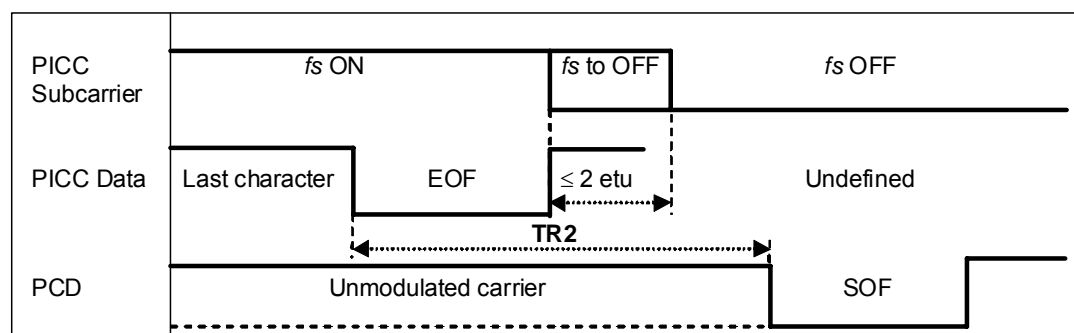 PICC Subcarrier
fs ON
fs to OFF
fs OFF
PICC Data
Last character
EOF
≤ 2 etu
Undefined
TR2
PCD
Unmodulated carrier
SOF